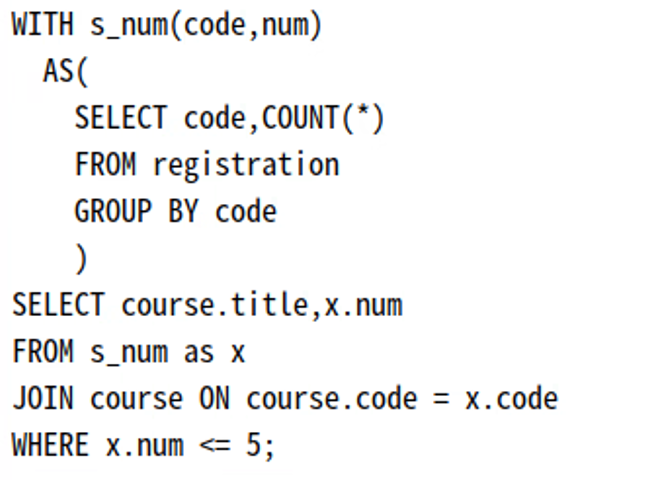 WITH s_num(code,num)
  AS(
    SELECT code,COUNT(*)
    FROM registration
    GROUP BY code
    )
SELECT course.title,x.num
FROM s_num as x
JOIN course ON course.code = x.code
WHERE x.num <= 5;